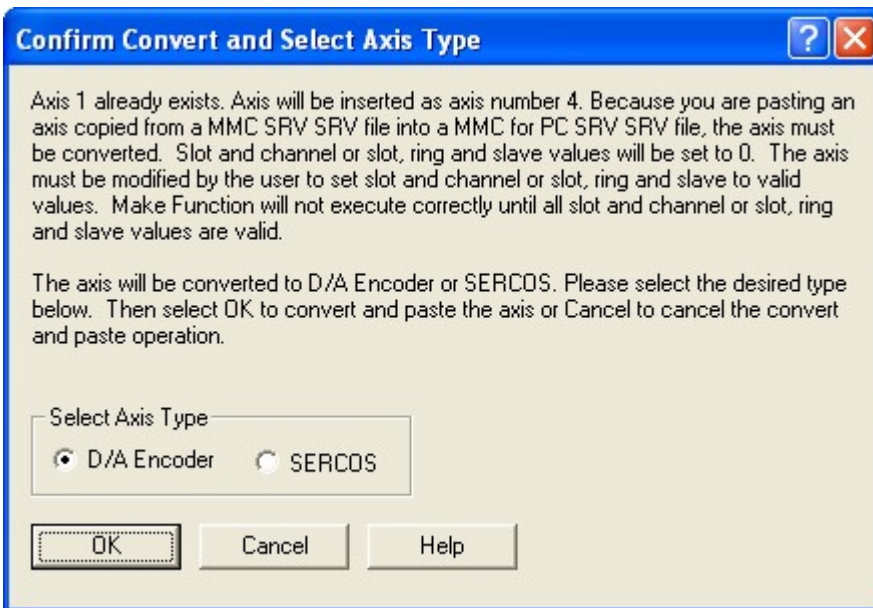 Confirm Convert and Select Axis Type
Axis 1 already exists. Axis will be inserted as axis number 4. Because you are pasting an
axis copied from a MMC SRV SRV file into a MMC for PC SRV SRV file, the axis must
be converted.  Slot and channel or slot, ring and slave values will be set to 0.  The axis
must be modified by the user to set slot and channel or slot, ring and slave to valid
values.  Make Function will not execute correctly until all slot and channel or slot, ring
and slave values are valid.
The axis will be converted to D/A Encoder or SERCOS. Please select the desired type
below.  Then select OK to convert and paste the axis or Cancel to cancel the convert
and paste operation.
Select Axis Type
D/A Encoder SERCOS
OK Cancel Help